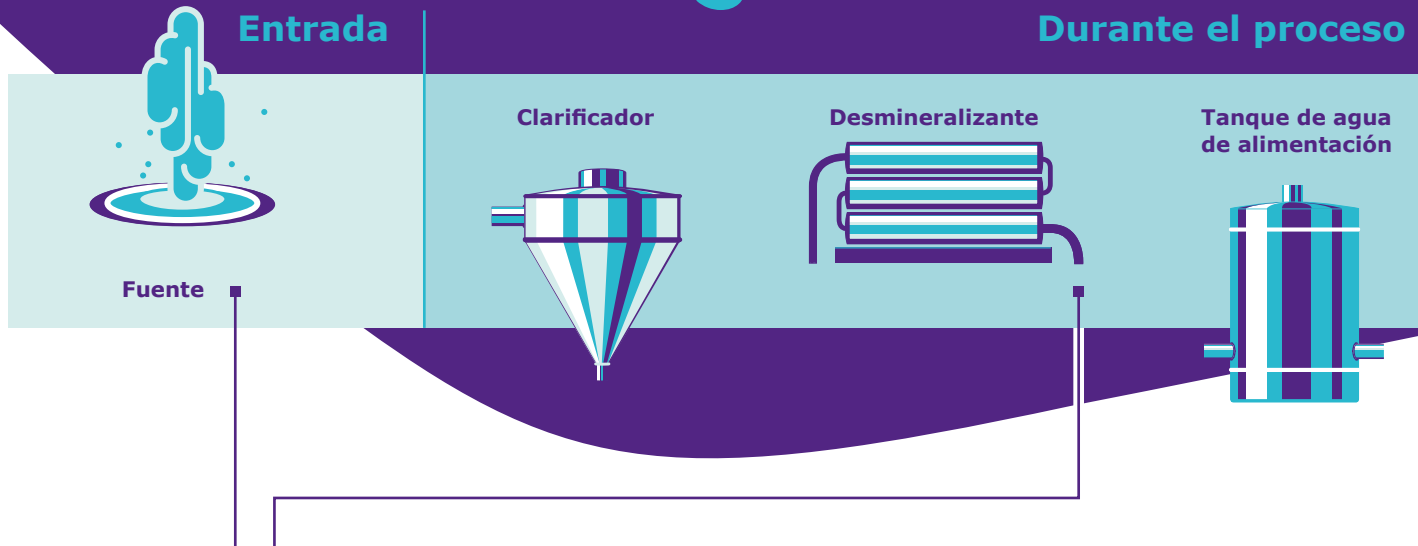 Entrada
Durante el proceso
Clarificador
Desmineralizante
Tanque de agua
de alimentación
Fuente